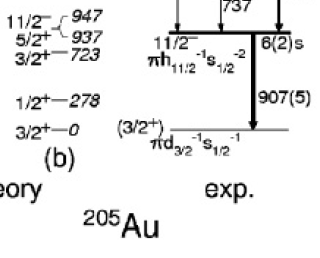 11/2⁻ 947
5/2⁺ 937
3/2⁺ 723
1/2⁺ 278
3/2⁺ 0
(b)
eory
737
11/2⁻ 6(2)s
πh₁₁/₂⁻¹s₁/₂⁻²
907(5)
(3/2⁺)
πd₃/₂⁻¹s₁/₂⁻¹
exp.
²⁰⁵Au